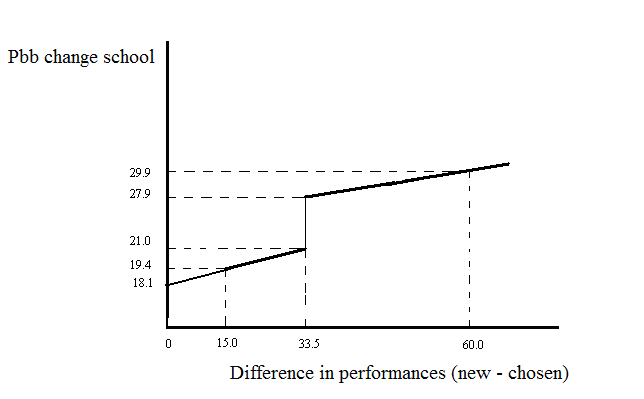 Pbb change school
29.9
27.9
21.0
19.4
18.1
0 15.0 33.5 60.0
Difference in performances (new - chosen)